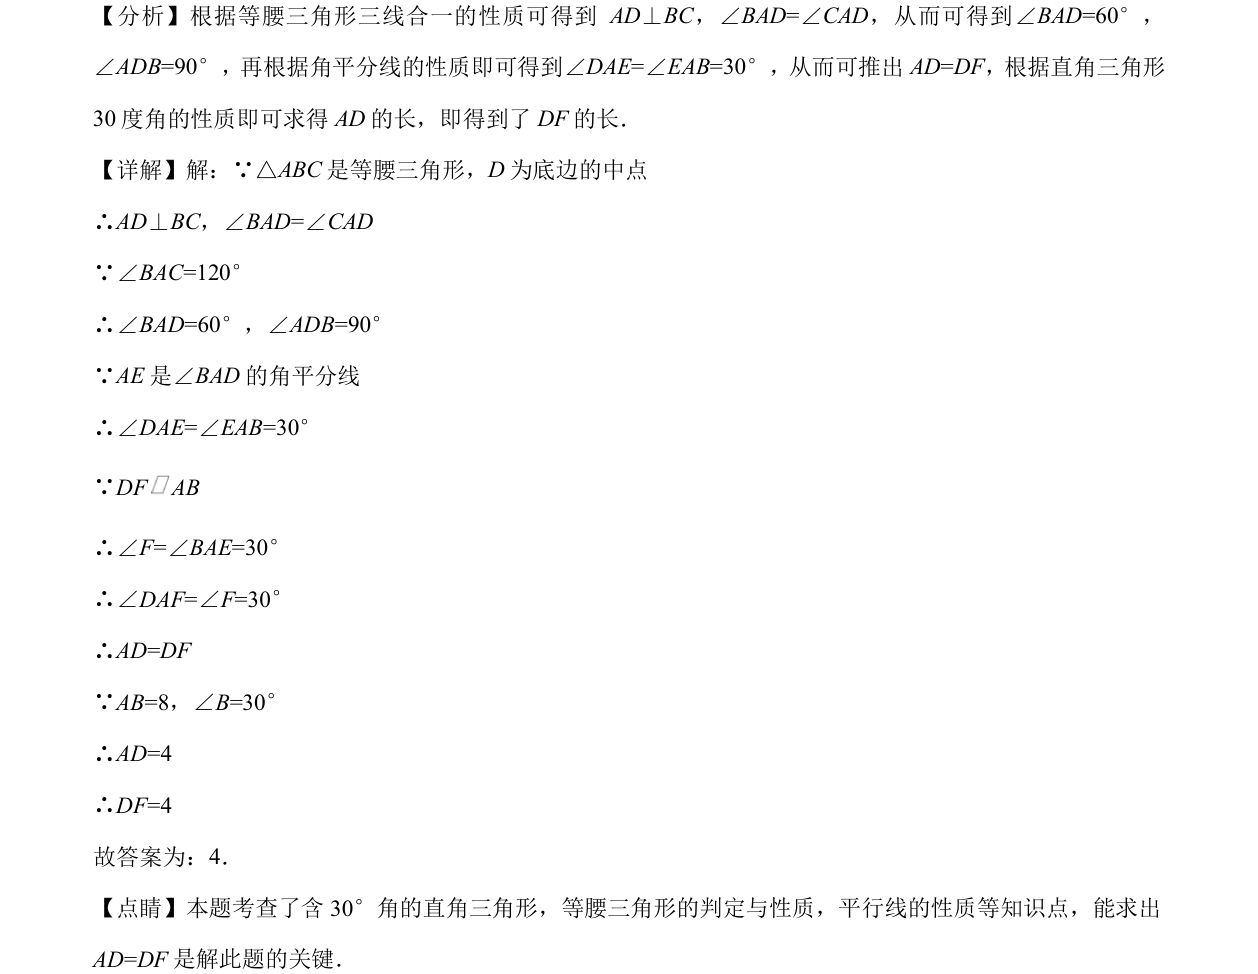 【分析】根据等腰三角形三线合一的性质可得到 AD⊥BC，∠BAD=∠CAD，从而可得到∠BAD=60°，
∠ADB=90°，再根据角平分线的性质即可得到∠DAE=∠EAB=30°，从而可推出 AD=DF，根据直角三角形
30 度角的性质即可求得 AD 的长，即得到了 DF 的长．
【详解】解：∵△ABC 是等腰三角形，D 为底边的中点
∴AD⊥BC，∠BAD=∠CAD
∵∠BAC=120°
∴∠BAD=60°，∠ADB=90°
∵AE 是∠BAD 的角平分线
∴∠DAE=∠EAB=30°
∵DF▱AB
∴∠F=∠BAE=30°
∴∠DAF=∠F=30°
∴AD=DF
∵AB=8，∠B=30°
∴AD=4
∴DF=4
故答案为：4．
【点睛】本题考查了含 30°角的直角三角形，等腰三角形的判定与性质，平行线的性质等知识点，能求出
AD=DF 是解此题的关键．